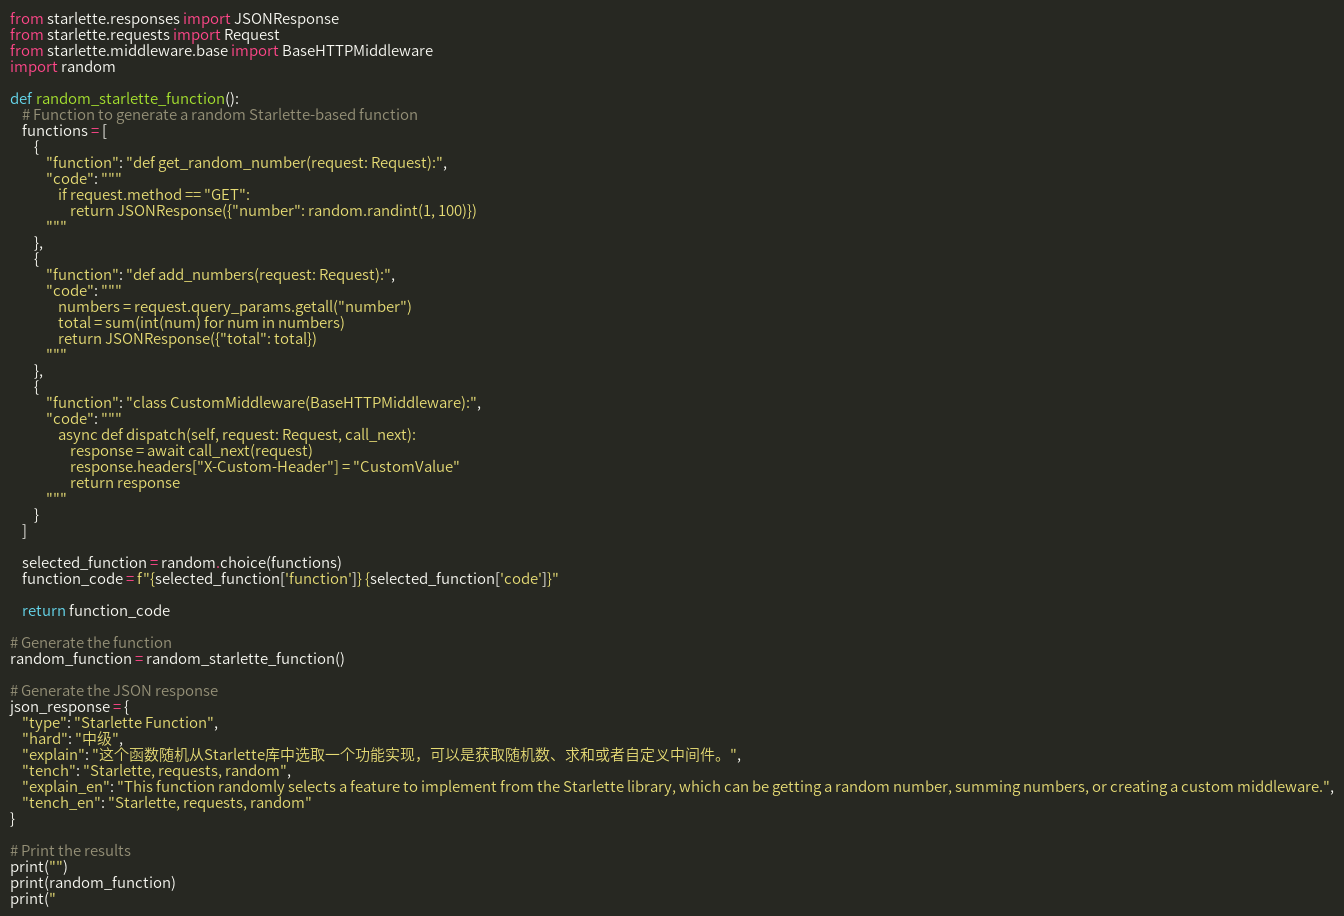 from starlette.responses import JSONResponse
from starlette.requests import Request
from starlette.middleware.base import BaseHTTPMiddleware
import random

def random_starlette_function():
    # Function to generate a random Starlette-based function
    functions = [
        {
            "function": "def get_random_number(request: Request):",
            "code": """
                if request.method == "GET":
                    return JSONResponse({"number": random.randint(1, 100)})
            """
        },
        {
            "function": "def add_numbers(request: Request):",
            "code": """
                numbers = request.query_params.getall("number")
                total = sum(int(num) for num in numbers)
                return JSONResponse({"total": total})
            """
        },
        {
            "function": "class CustomMiddleware(BaseHTTPMiddleware):",
            "code": """
                async def dispatch(self, request: Request, call_next):
                    response = await call_next(request)
                    response.headers["X-Custom-Header"] = "CustomValue"
                    return response
            """
        }
    ]

    selected_function = random.choice(functions)
    function_code = f"{selected_function['function']} {selected_function['code']}"

    return function_code

# Generate the function
random_function = random_starlette_function()

# Generate the JSON response
json_response = {
    "type": "Starlette Function",
    "hard": "中级",
    "explain": "这个函数随机从Starlette库中选取一个功能实现，可以是获取随机数、求和或者自定义中间件。",
    "tench": "Starlette, requests, random",
    "explain_en": "This function randomly selects a feature to implement from the Starlette library, which can be getting a random number, summing numbers, or creating a custom middleware.",
    "tench_en": "Starlette, requests, random"
}

# Print the results
print("")
print(random_function)
print("